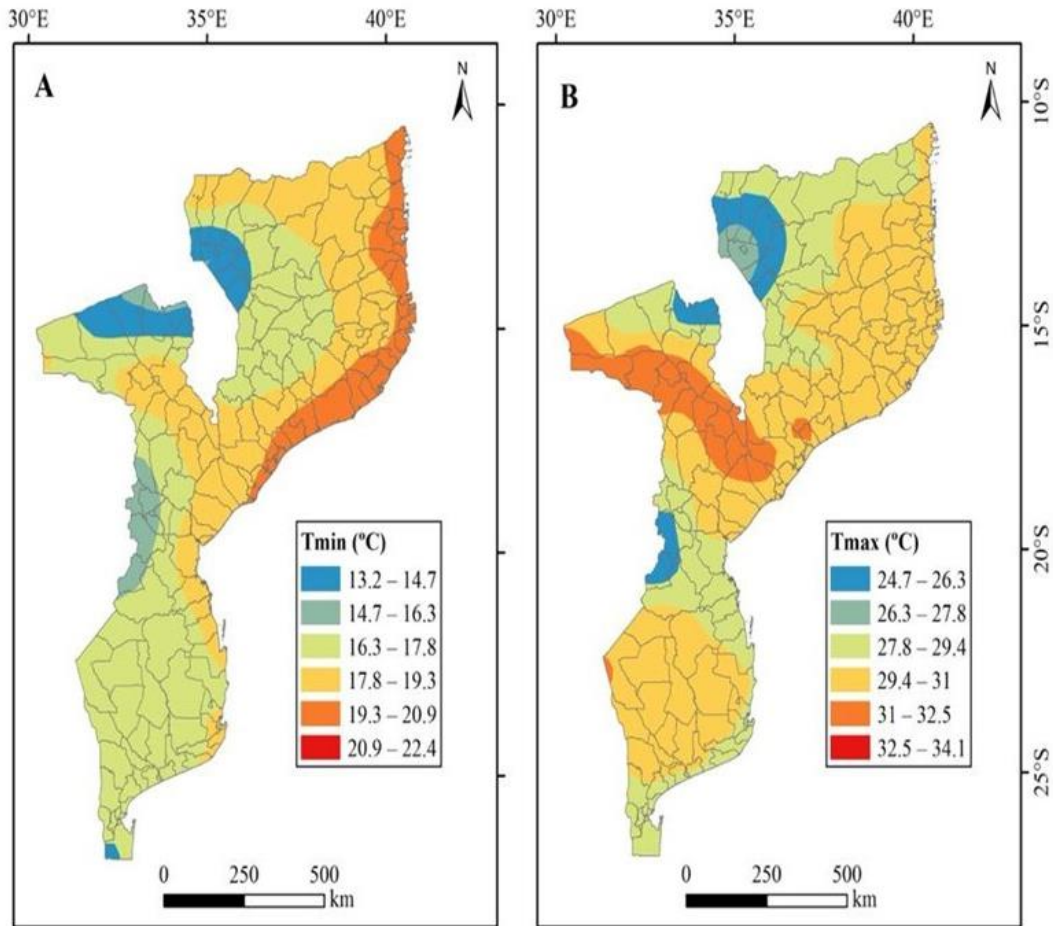 30°E 35°E 40°E
A
N
Tmin (ºC)
13.2 – 14.7
14.7 – 16.3
16.3 – 17.8
17.8 – 19.3
19.3 – 20.9
20.9 – 22.4
0 250 500
km
30°E 35°E 40°E
B
N
10°S
15°S
20°S
25°S
Tmax (ºC)
24.7 – 26.3
26.3 – 27.8
27.8 – 29.4
29.4 – 31
31 – 32.5
32.5 – 34.1
0 250 500
km